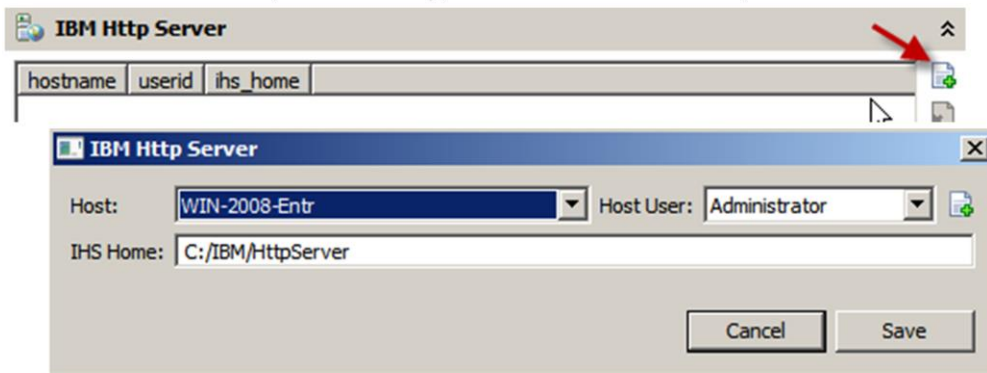 IBM Http Server
hostname userid ihs_home
IBM Http Server
Host: WIN-2008-Entr Host User: Administrator
IHS Home: C:/IBM/HttpServer
Cancel Save